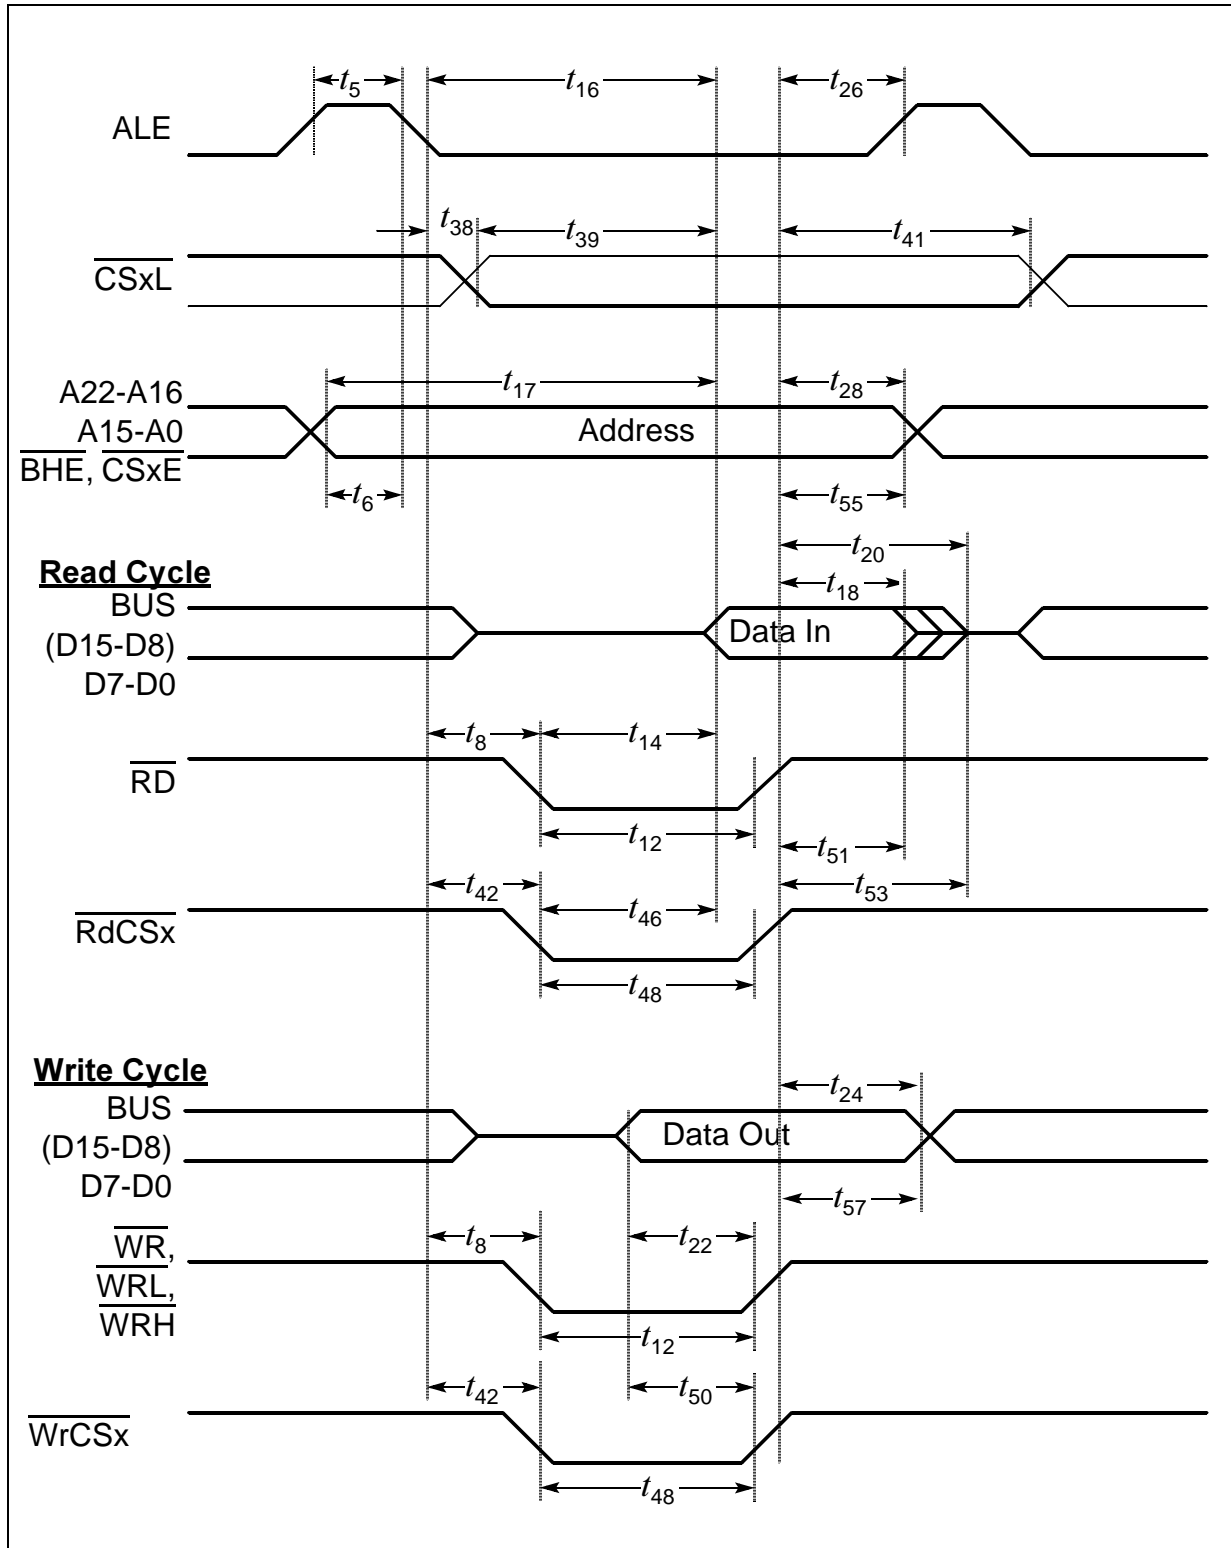 t5
t16
t26
ALE
t38
t39
t41
CSxL
t17
t28
A22-A16
A15-A0
BHE, CSxE
Address
t6
t55
t20
Read Cycle
t18
BUS
(D15-D8)
D7-D0
Data In
t8
t14
RD
t12
t51
t42
t53
t46
RdCSx
t48
Write Cycle
t24
BUS
(D15-D8)
D7-D0
Data Out
t57
t8
t22
WR,
WRL,
WRH
t12
t42
t50
WrCSx
t48